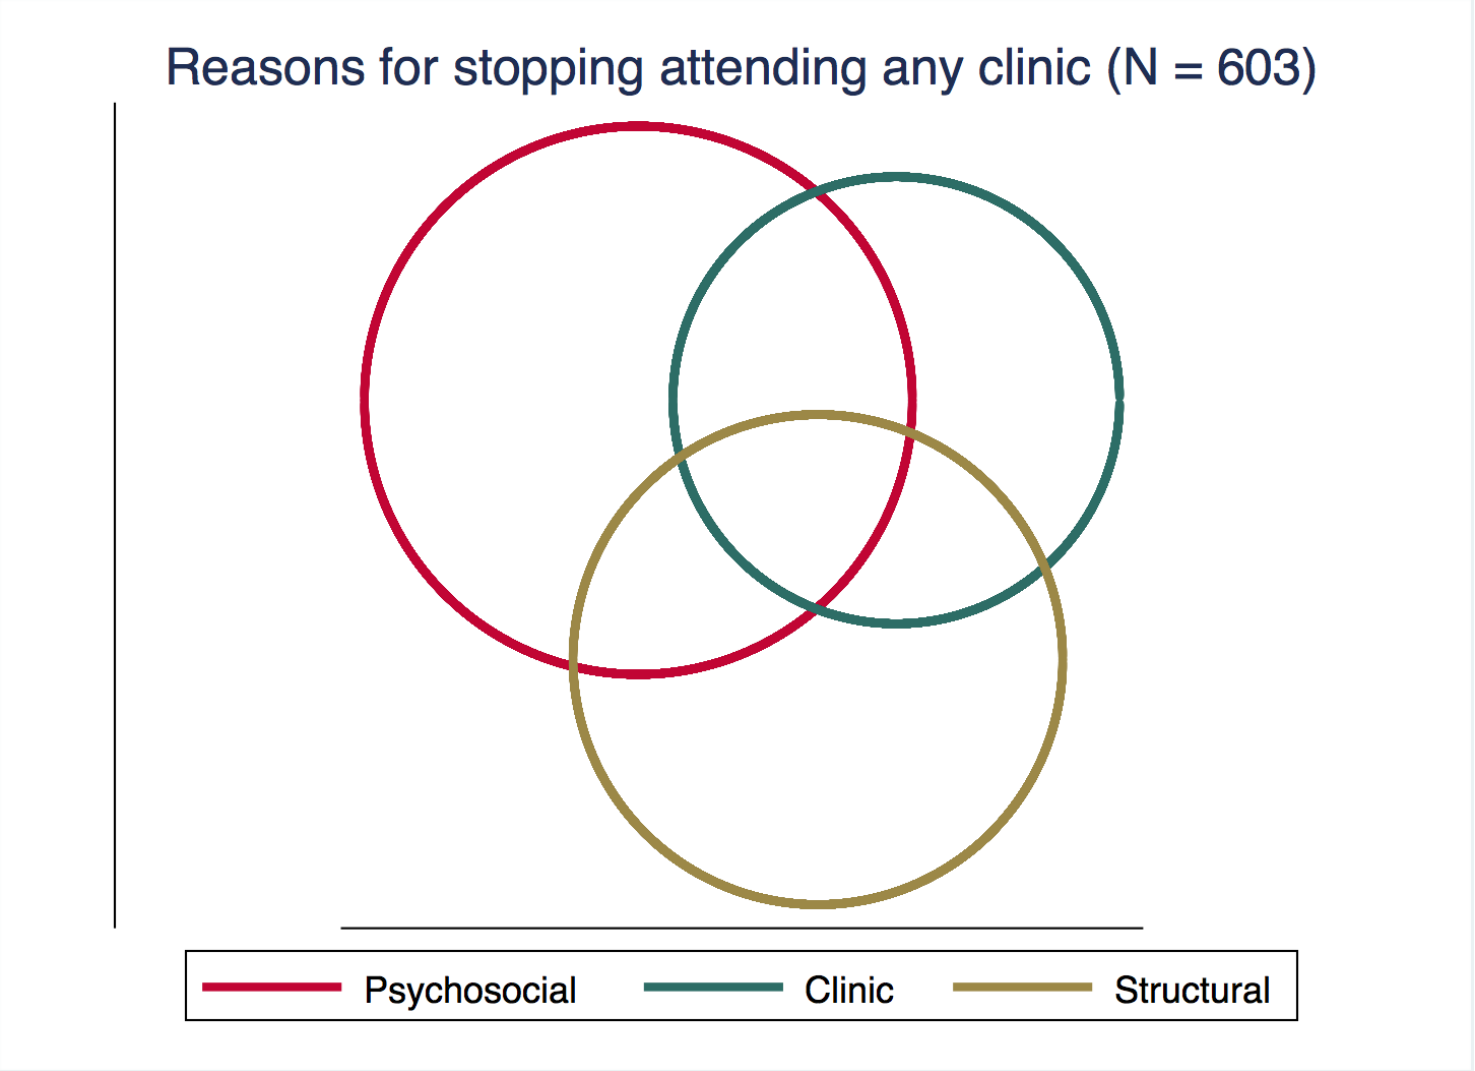 Reasons for stopping attending any clinic (N = 603)
Psychosocial Clinic Structural